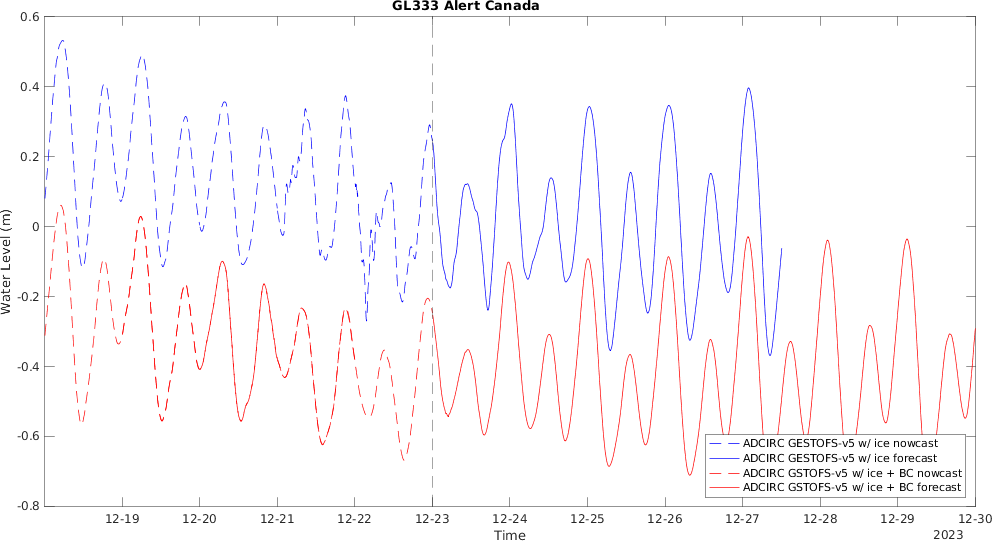 GL333 Alert Canada
0.6
0.4
0.2
0
-0.2
-0.4
-0.6
-0.8
Water Level (m)
ADCIRC GESTOFS-v5 w/ ice nowcast
ADCIRC GESTOFS-v5 w/ ice forecast
ADCIRC GSTOFS-v5 w/ ice + BC nowcast
ADCIRC GSTOFS-v5 w/ ice + BC forecast
12-19 12-20 12-21 12-22 12-23 12-24 12-25 12-26 12-27 12-28 12-29 12-30
Time
2023